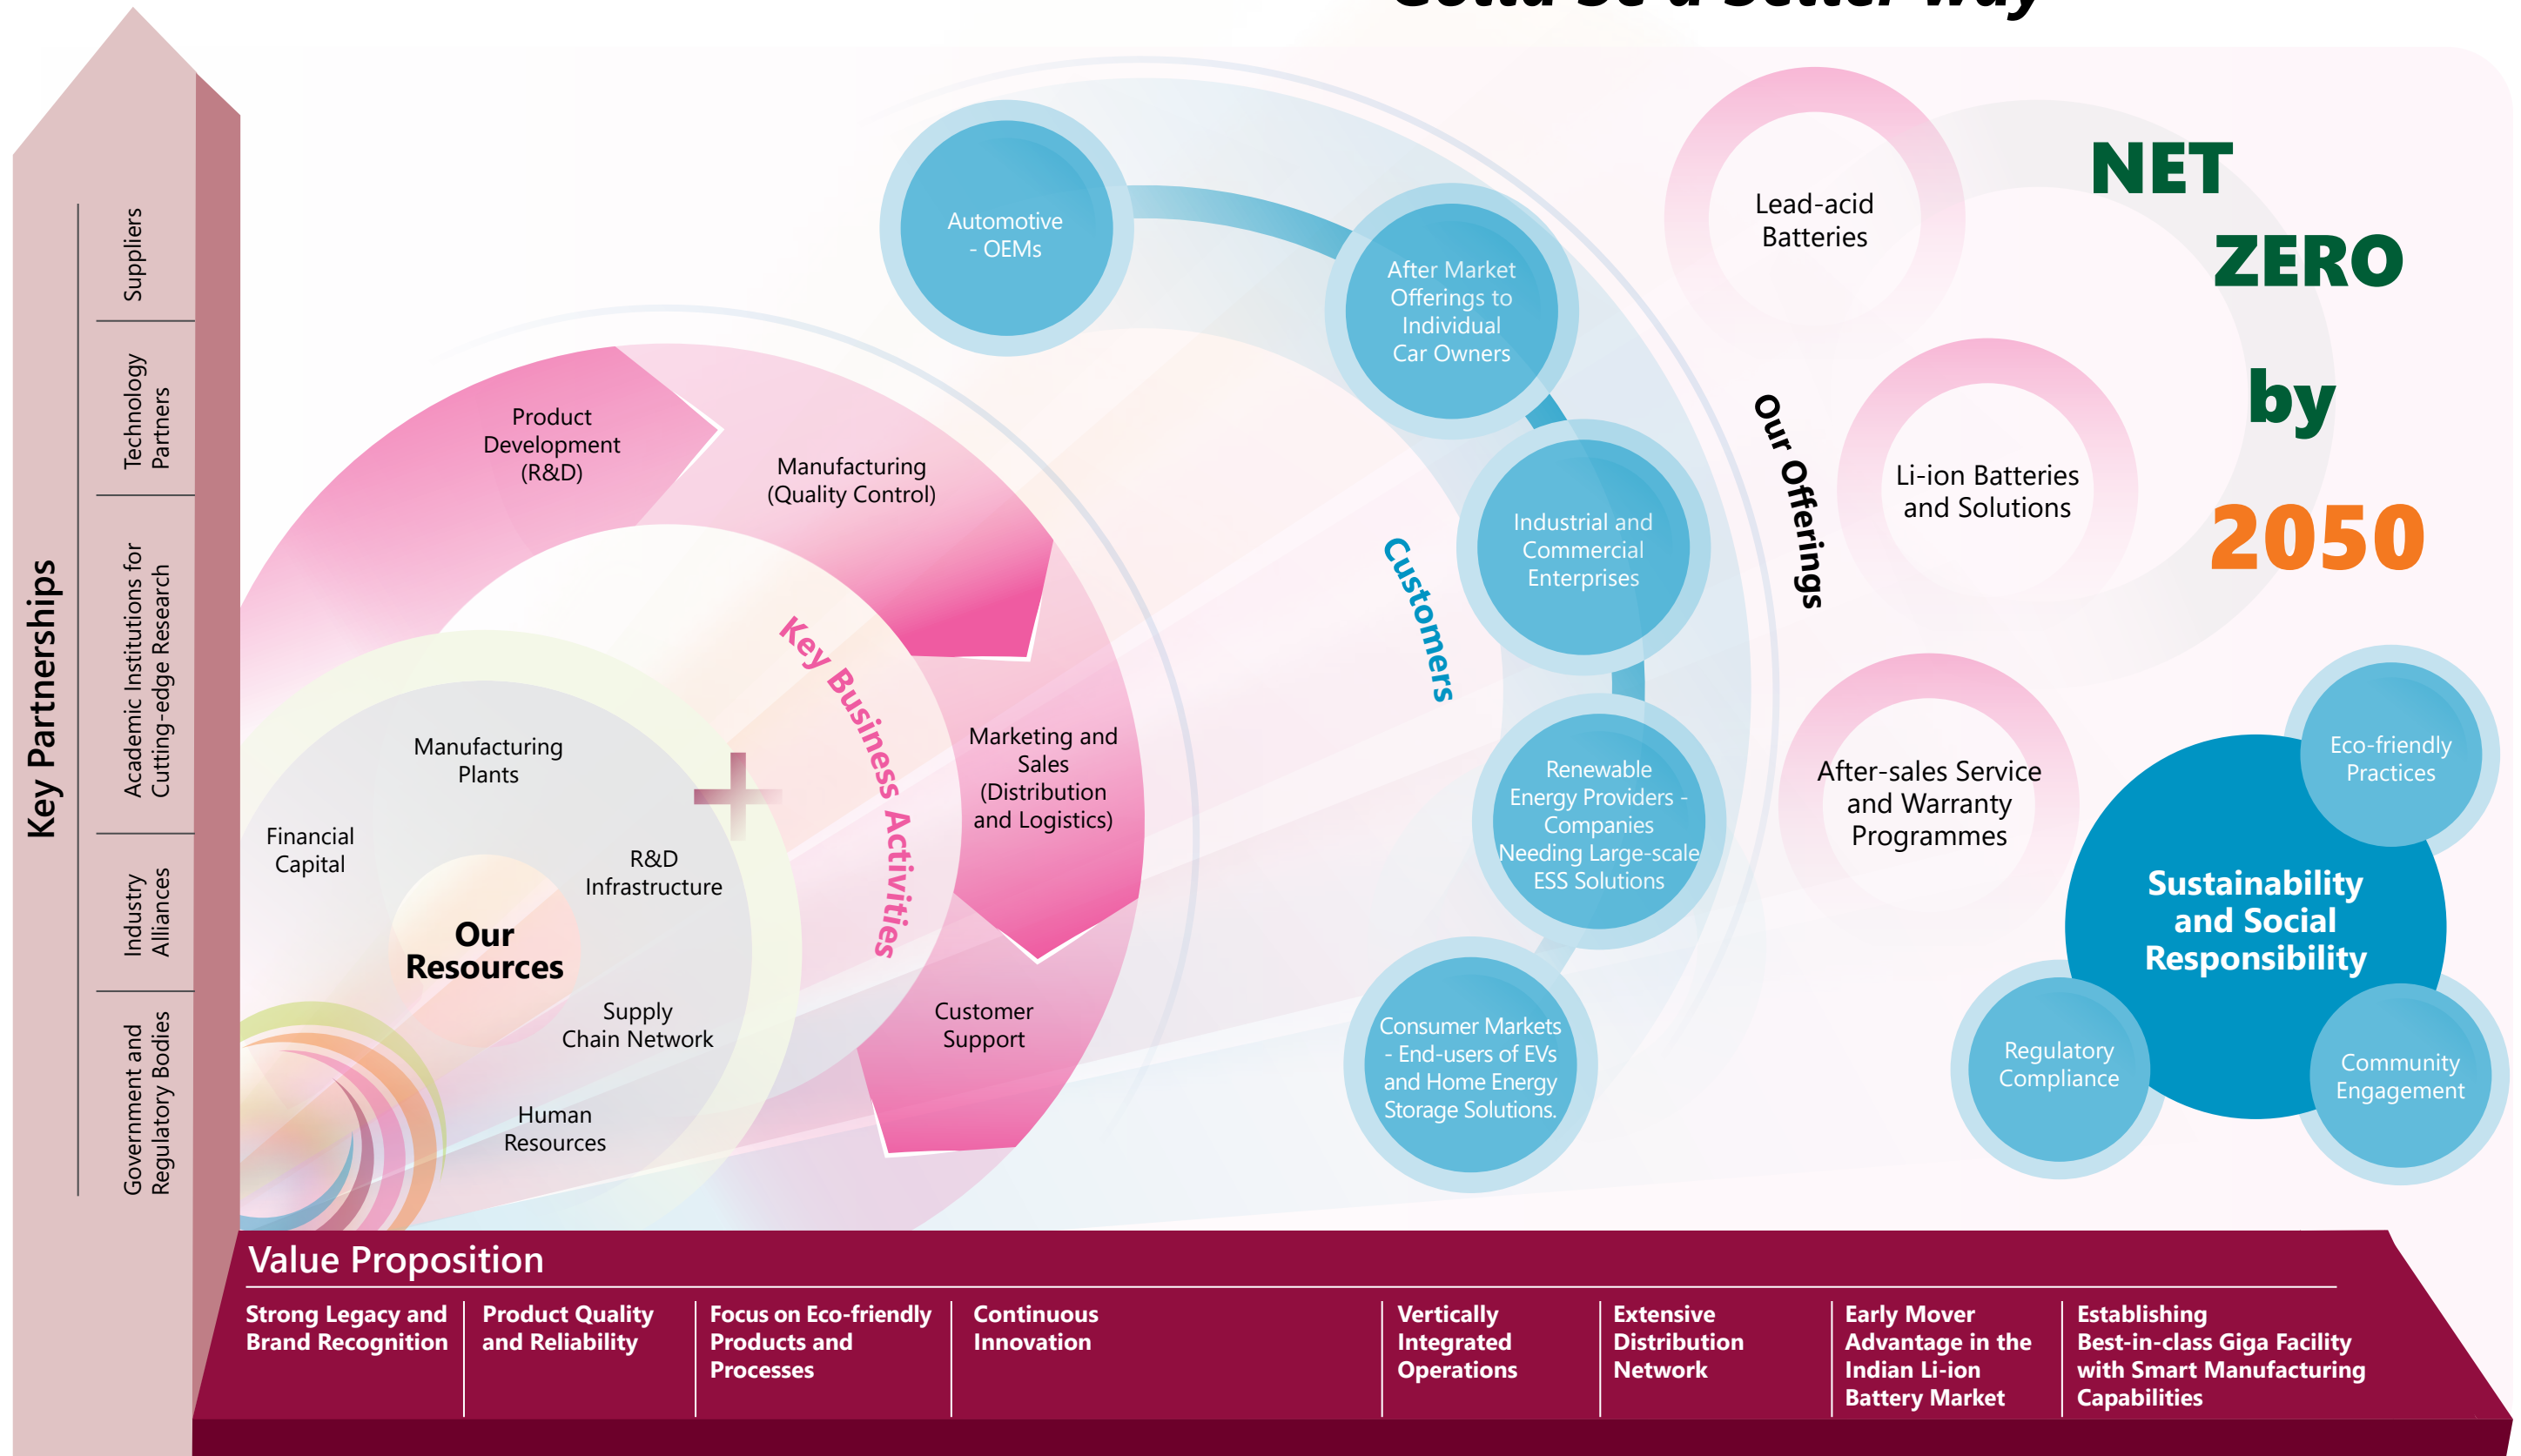 Gotta be a better way
Key Partnerships
Suppliers
Technology
Partners
Academic Institutions for
Cutting-edge Research
Industry
Alliances
Government and
Regulatory Bodies
Our
Resources
Financial
Capital
Manufacturing
Plants
R&D
Infrastructure
Supply
Chain Network
Human
Resources
Key Business Activities
Product
Development
(R&D)
Manufacturing
(Quality Control)
Marketing and
Sales
(Distribution
and Logistics)
Customer
Support
Customers
Automotive
- OEMs
After Market
Offerings to
Individual
Car Owners
Industrial and
Commercial
Enterprises
Renewable
Energy Providers -
Companies
Needing Large-scale
ESS Solutions
Consumer Markets
- End-users of EVs
and Home Energy
Storage Solutions.
Our Offerings
Lead-acid
Batteries
Li-ion Batteries
and Solutions
After-sales Service
and Warranty
Programmes
NET
ZERO
by
2050
Sustainability
and Social
Responsibility
Eco-friendly
Practices
Regulatory
Compliance
Community
Engagement
Value Proposition
Strong Legacy and
Brand Recognition
Product Quality
and Reliability
Focus on Eco-friendly
Products and
Processes
Continuous
Innovation
Vertically
Integrated
Operations
Extensive
Distribution
Network
Early Mover
Advantage in the
Indian Li-ion
Battery Market
Establishing
Best-in-class Giga Facility
with Smart Manufacturing
Capabilities